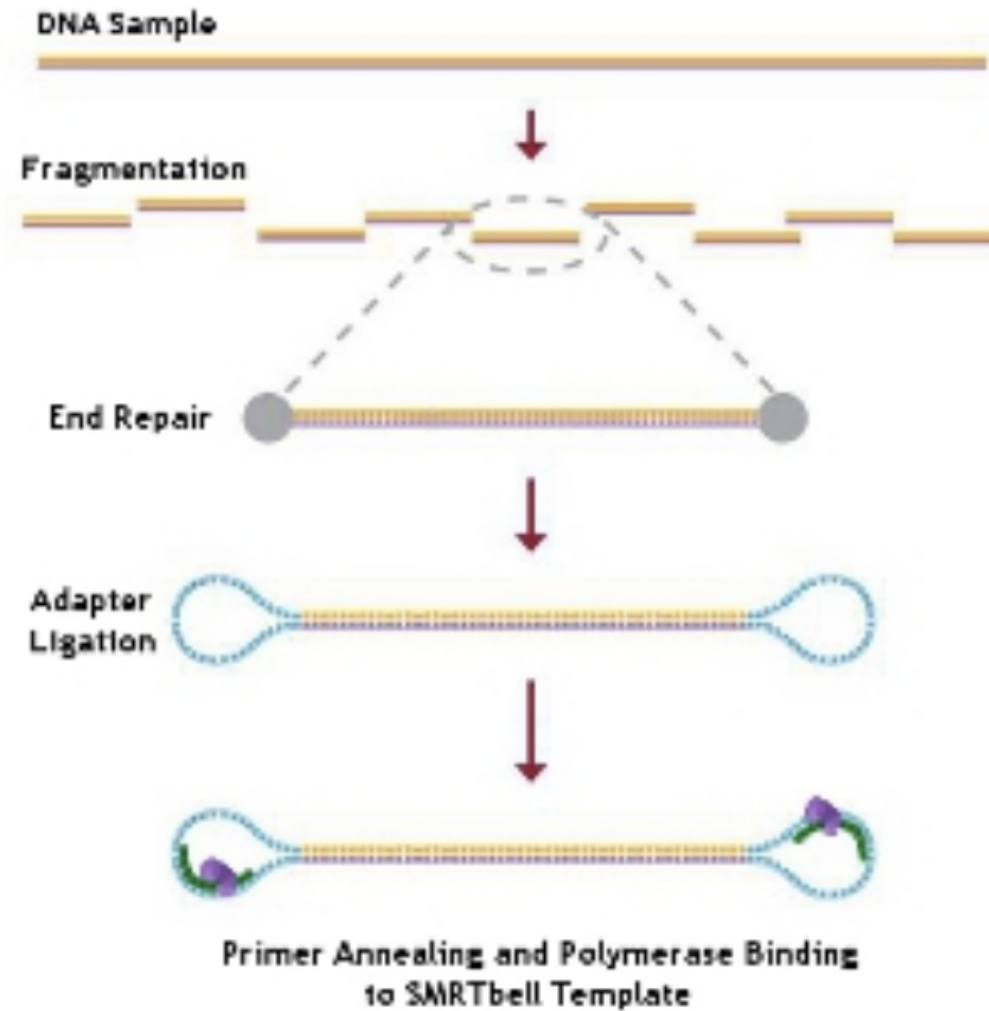 DNA Sample
Fragmentation
End Repair
Adapter
Ligation
Primer Annealing and Polymerase Binding
to SMRTbell Template